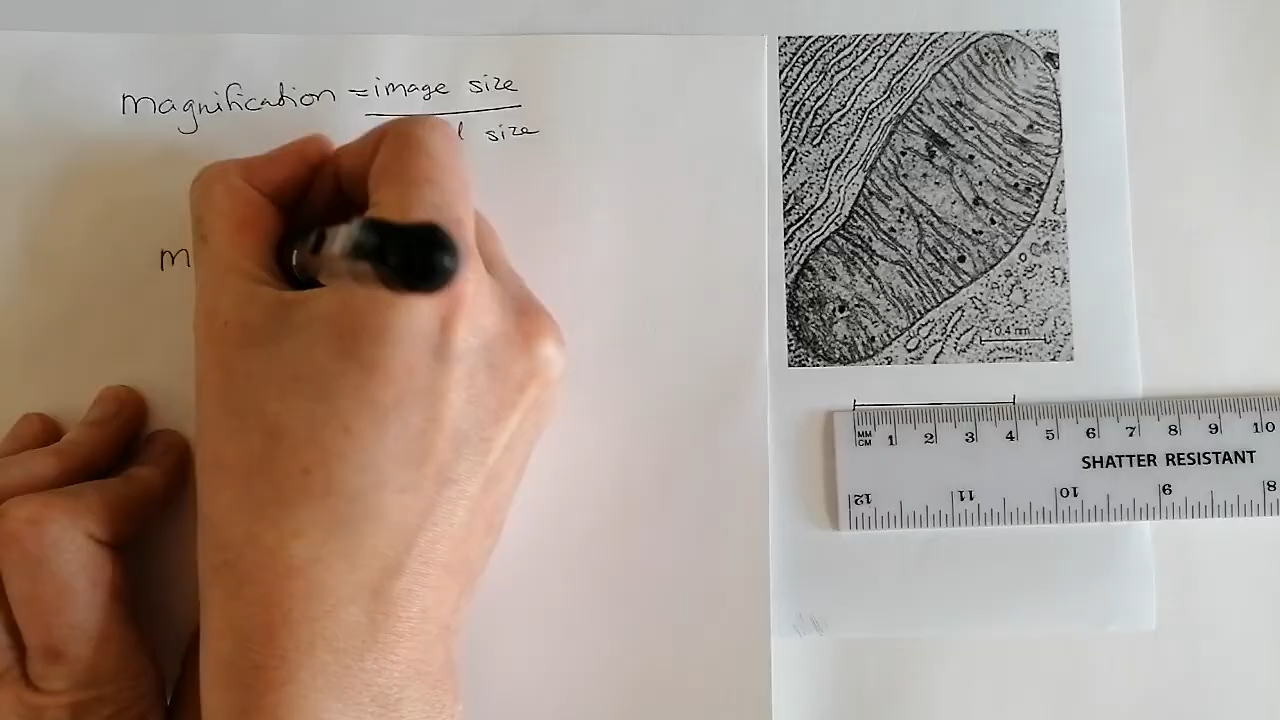 magnification = image size
size
m
0.4
MM
CM 1 2 3 4 5 6 7 8 9 10
SHATTER RESISTANT
12 11 10 9 8